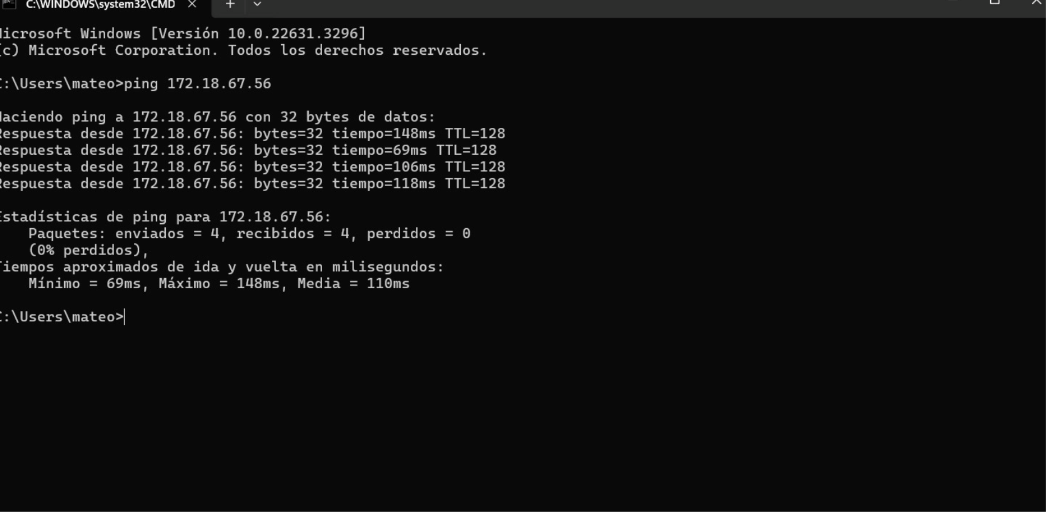 C:\WINDOWS\system32\CMD
Microsoft Windows [Versión 10.0.22631.3296]
(c) Microsoft Corporation. Todos los derechos reservados.
C:\Users\mateo>ping 172.18.67.56
Haciendo ping a 172.18.67.56 con 32 bytes de datos:
Respuesta desde 172.18.67.56: bytes=32 tiempo=148ms TTL=128
Respuesta desde 172.18.67.56: bytes=32 tiempo=69ms TTL=128
Respuesta desde 172.18.67.56: bytes=32 tiempo=106ms TTL=128
Respuesta desde 172.18.67.56: bytes=32 tiempo=118ms TTL=128
Estadísticas de ping para 172.18.67.56:
Paquetes: enviados = 4, recibidos = 4, perdidos = 0
(0% perdidos),
Tiempos aproximados de ida y vuelta en milisegundos:
Mínimo = 69ms, Máximo = 148ms, Media = 110ms
C:\Users\mateo>